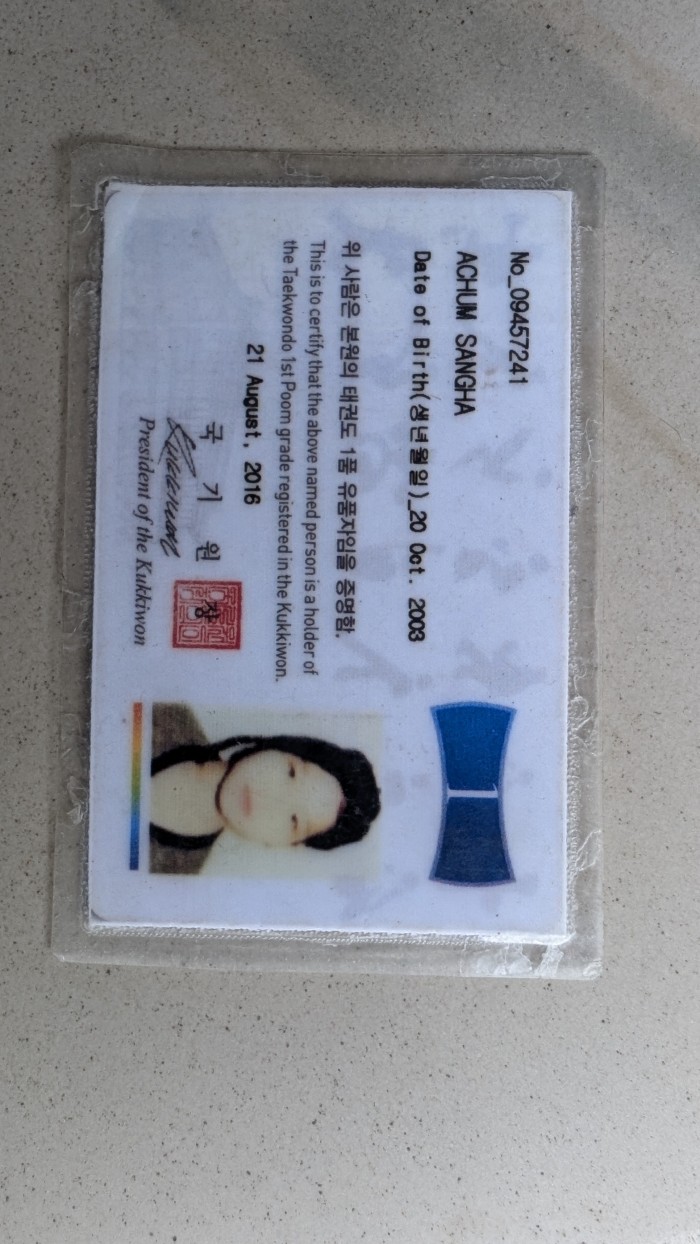 No_09457241
ACHUM SANGHA
Date of Birth(생년월일)_20 Oct. 2003
위 사람은 본원의 태권도 1품 유품자임을 증명함.
This is to certify that the above named person is a holder of
the Taekwondo 1st Poom grade registered in the Kukkiwon.
21 August, 2016
국 기 원 장
President of the Kukkiwon